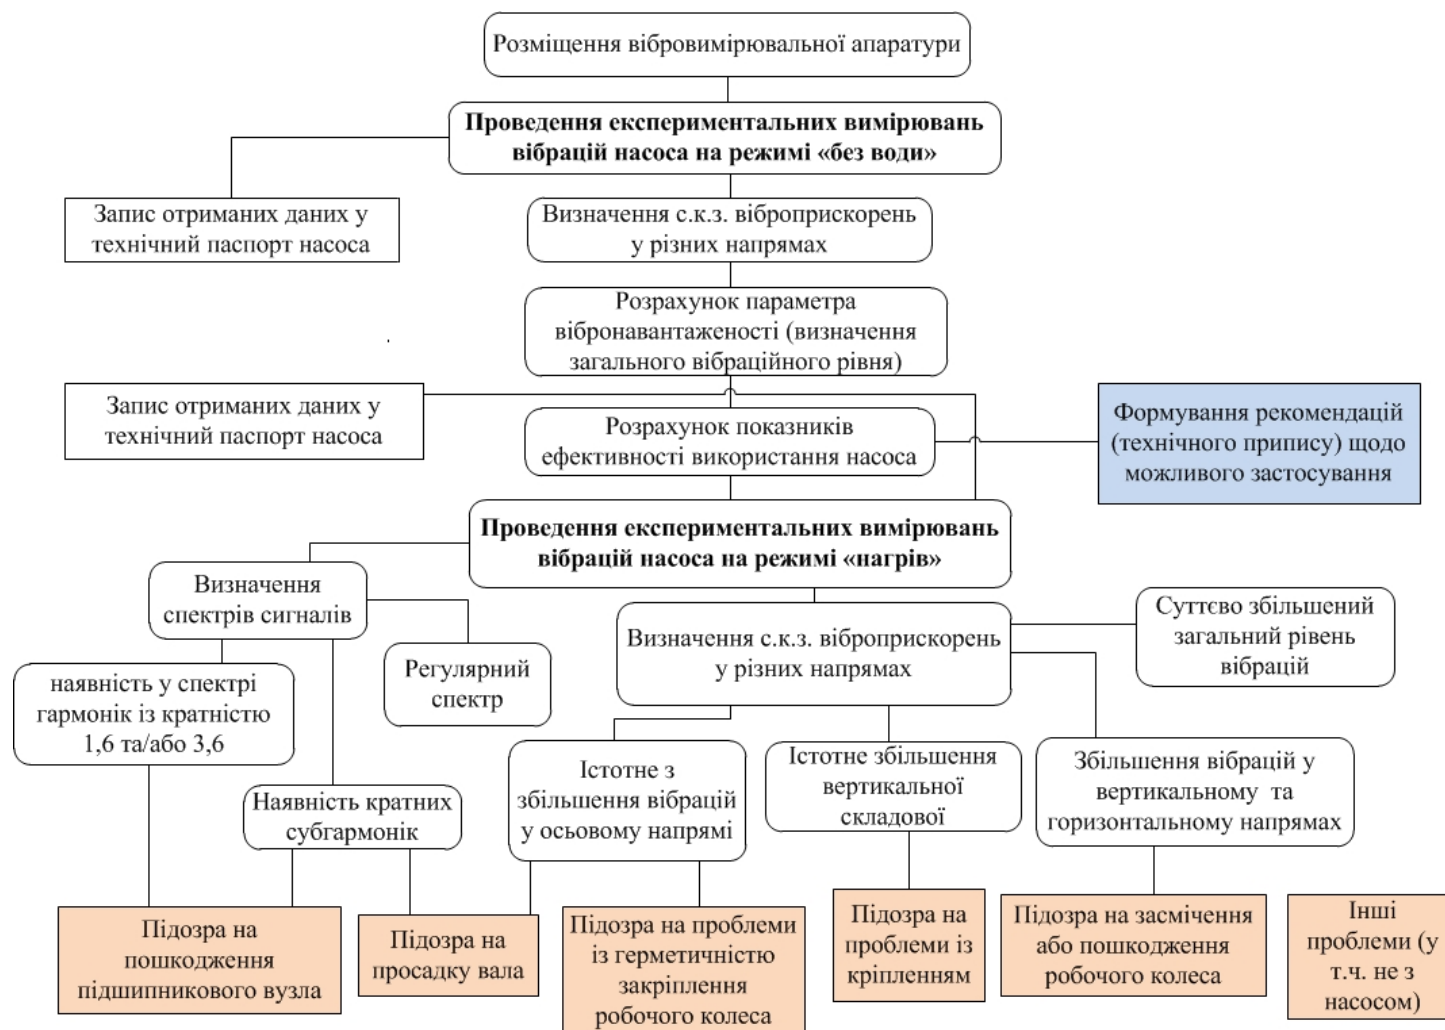 Розміщення вібровимірювальної апаратури
Проведення експериментальних вимірювань
вібрацій насоса на режимі «без води»
Запис отриманих даних у
технічний паспорт насоса
Визначення с.к.з. віброприскорень
у різних напрямах
Розрахунок параметра
вібронавантаженості (визначення
загального вібраційного рівня)
Запис отриманих даних у
технічний паспорт насоса
Розрахунок показників
ефективності використання насоса
Формування рекомендацій
(технічного припису) щодо
можливого застосування
Проведення експериментальних вимірювань
вібрацій насоса на режимі «нагрів»
Визначення
спектрів сигналів
Визначення с.к.з. віброприскорень
у різних напрямах
Суттєво збільшений
загальний рівень
вібрацій
наявність у спектрі
гармонік із кратністю
1,6 та/або 3,6
Регулярний
спектр
Наявність кратних
субгармонік
Істотне з
збільшення вібрацій
у осьовому напрямі
Істотне збільшення
вертикальної
складової
Збільшення вібрацій у
вертикальному та
горизонтальному напрямах
Підозра на
пошкодження
підшипникового вузла
Підозра на
просадку вала
Підозра на проблеми
із герметичністю
закріплення
робочого колеса
Підозра на
проблеми із
кріпленням
Підозра на засмічення
або пошкодження
робочого колеса
Інші
проблеми (у
т.ч. не з
насосом)